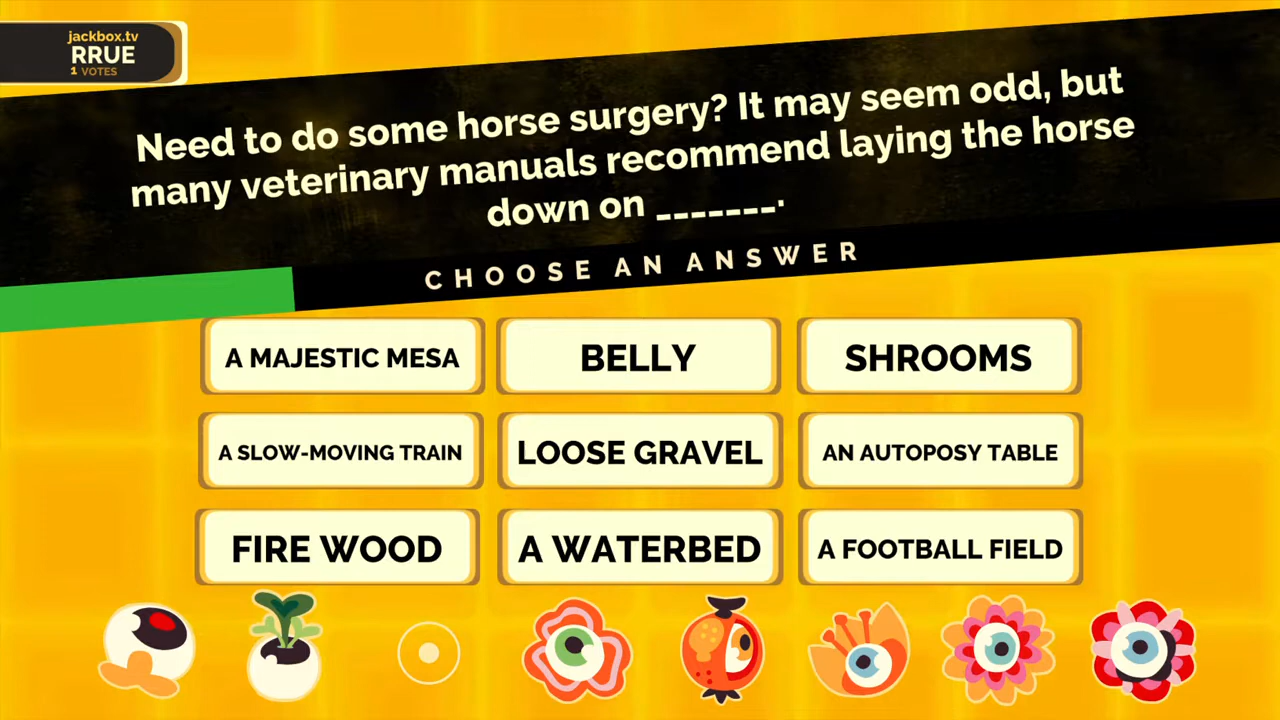 jackbox.tv
RRUE
1 VOTES
Need to do some horse surgery? It may seem odd, but
many veterinary manuals recommend laying the horse
down on _______.
CHOOSE AN ANSWER
A MAJESTIC MESA
BELLY
SHROOMS
A SLOW-MOVING TRAIN
LOOSE GRAVEL
AN AUTOPOSY TABLE
FIRE WOOD
A WATERBED
A FOOTBALL FIELD